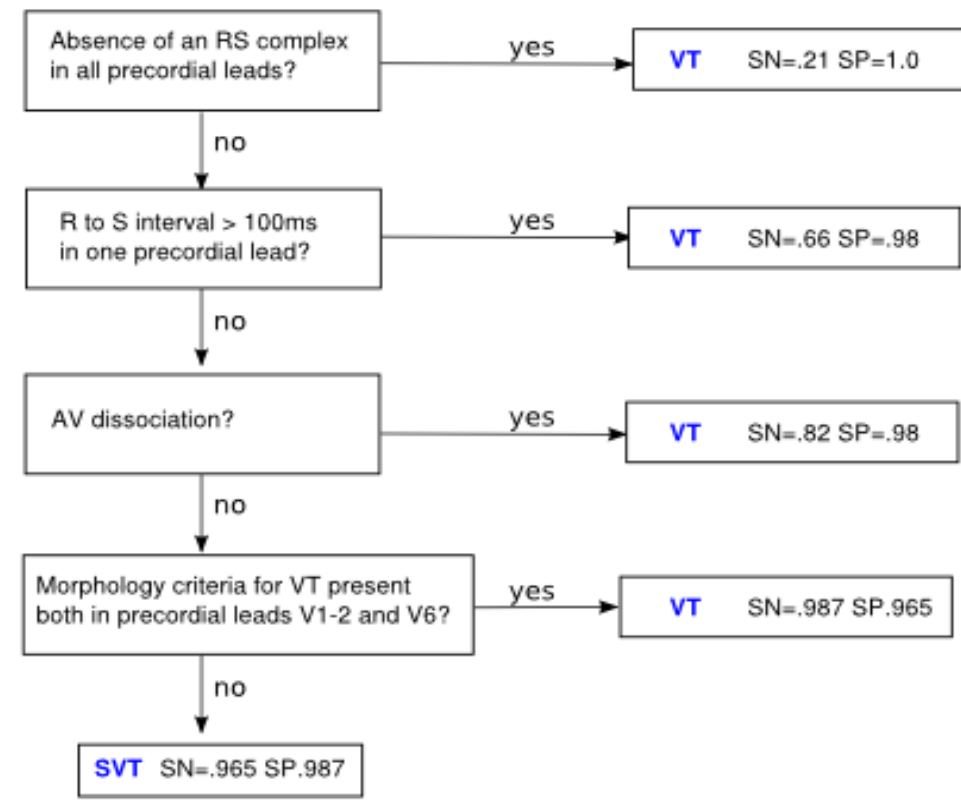 Absence of an RS complex
in all precordial leads?
yes
VT SN=.21 SP=1.0
no
R to S interval > 100ms
in one precordial lead?
yes
VT SN=.66 SP=.98
no
AV dissociation?
yes
VT SN=.82 SP=.98
no
Morphology criteria for VT present
both in precordial leads V1-2 and V6?
yes
VT SN=.987 SP.965
no
SVT SN=.965 SP.987